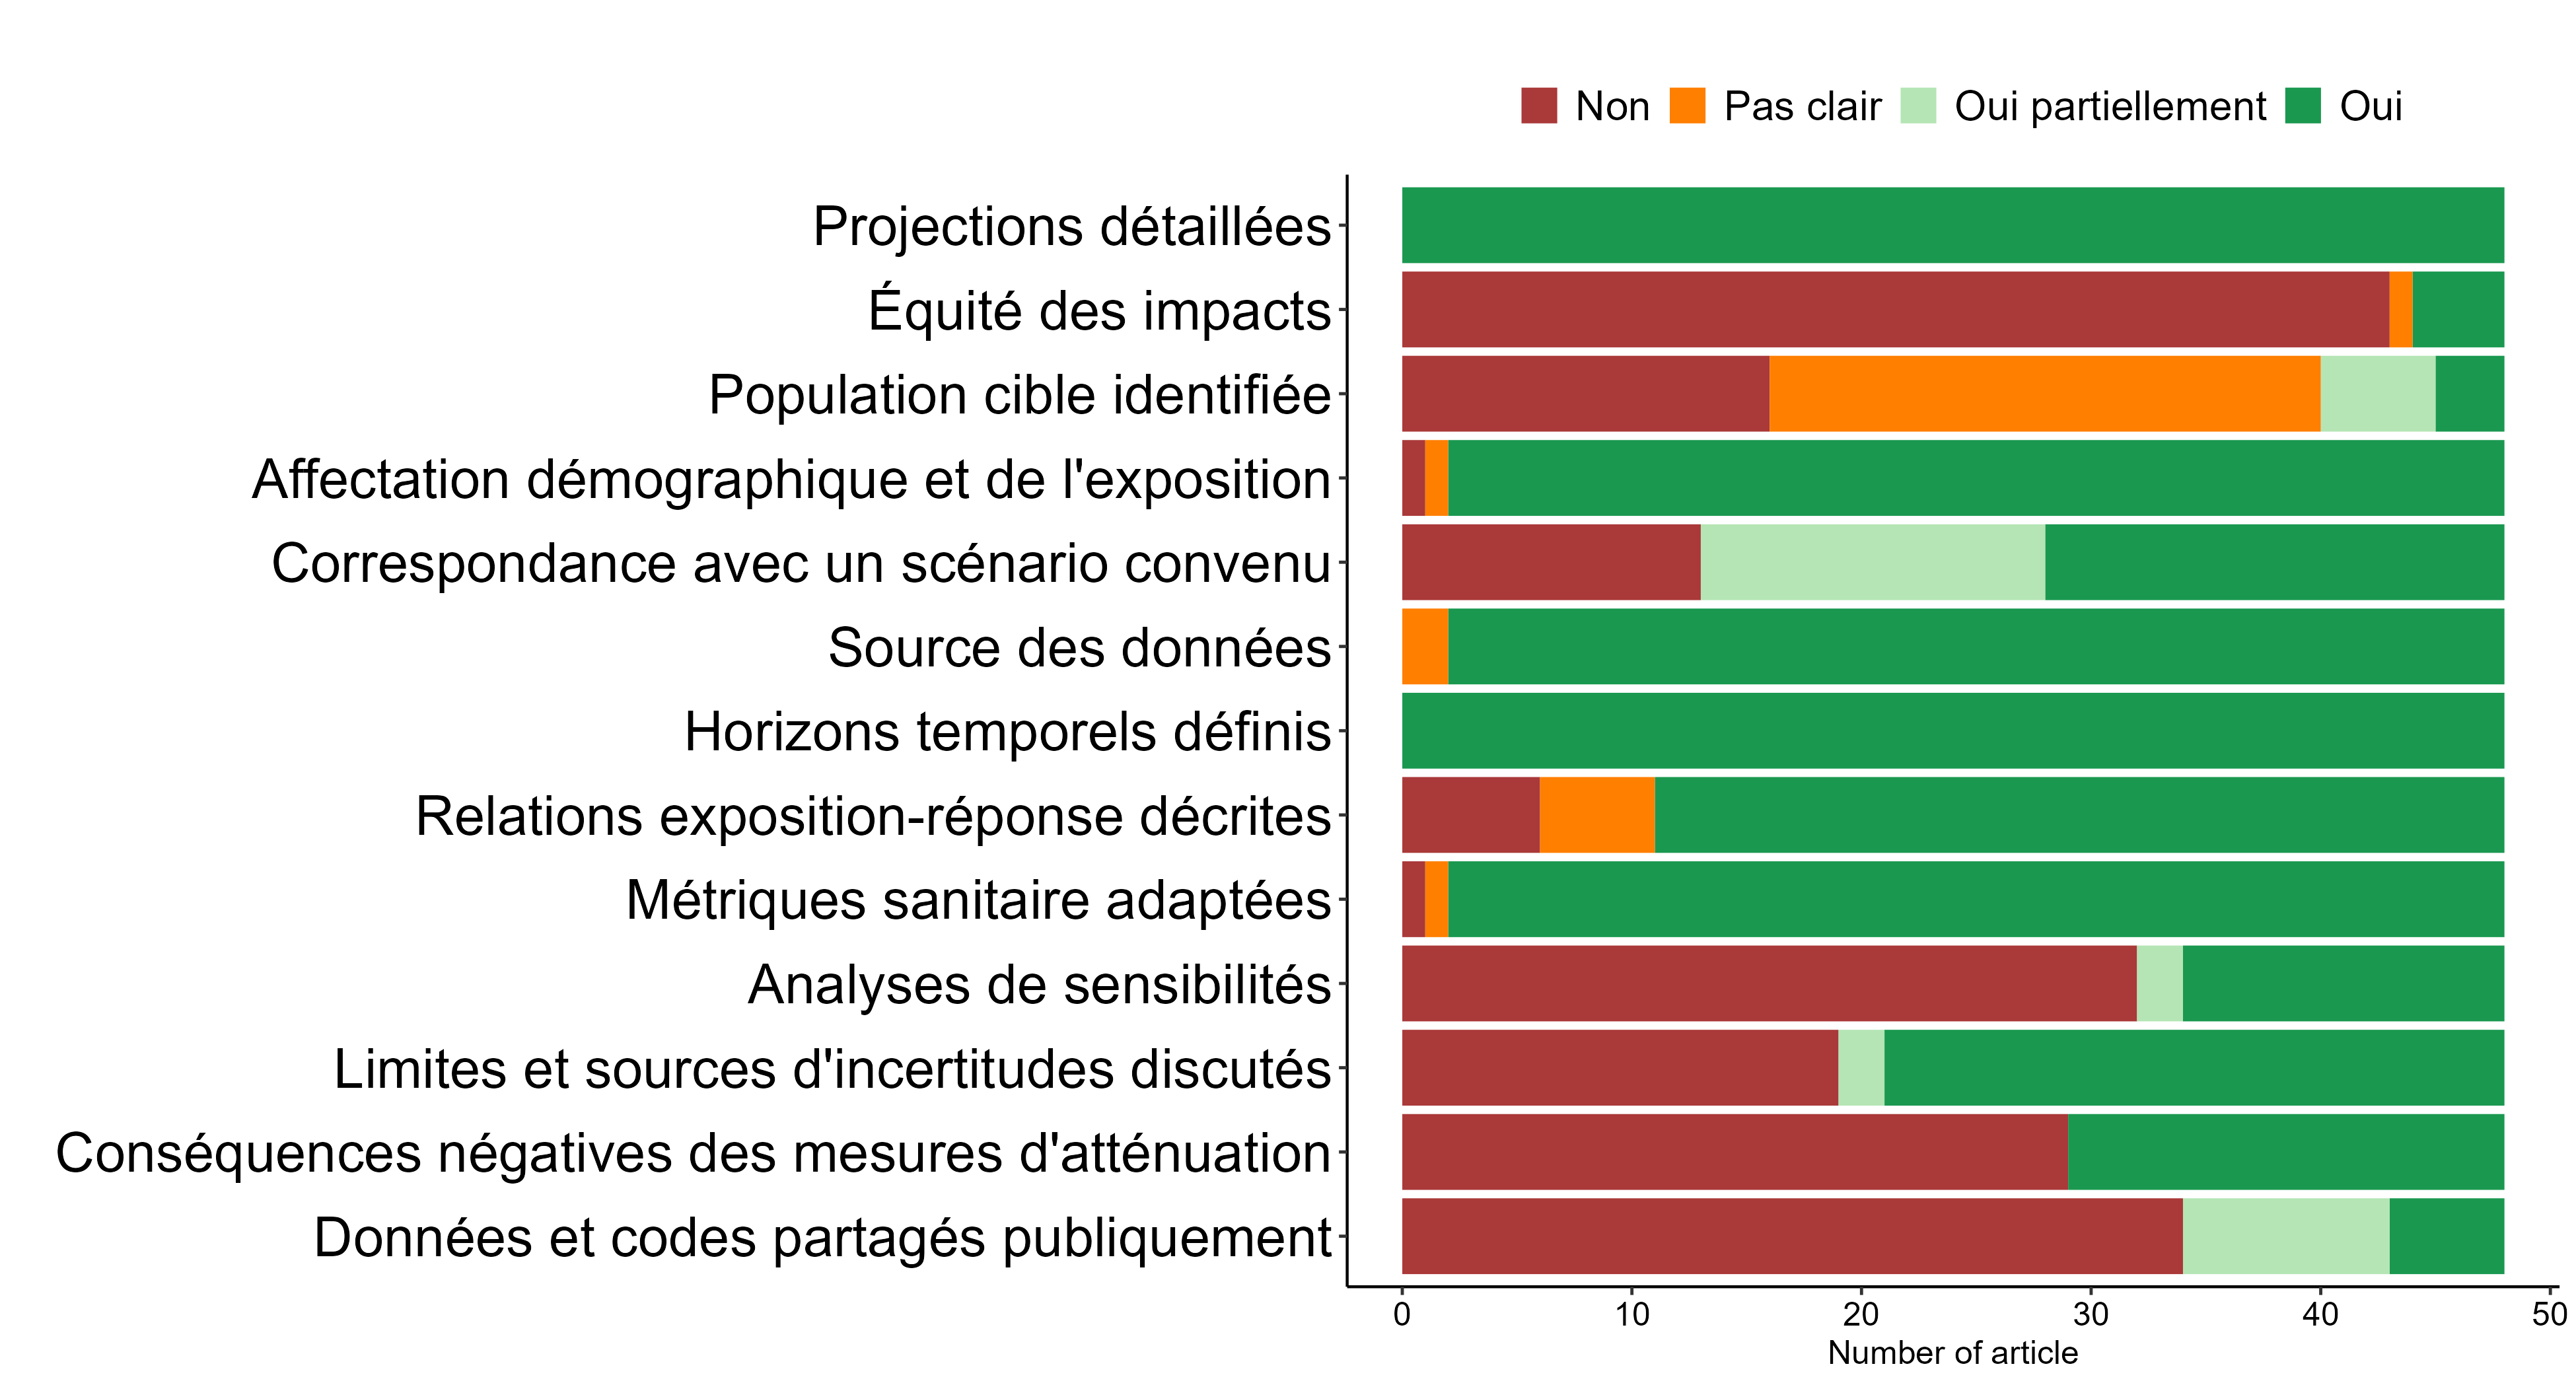 Non Pas clair Oui partiellement Oui
Projections détaillées
Équité des impacts
Population cible identifiée
Affectation démographique et de l'exposition
Correspondance avec un scénario convenu
Source des données
Horizons temporels définis
Relations exposition-réponse décrites
Métriques sanitaire adaptées
Analyses de sensibilités
Limites et sources d'incertitudes discutés
Conséquences négatives des mesures d'atténuation
Données et codes partagés publiquement
0 10 20 30 40 50
Number of article